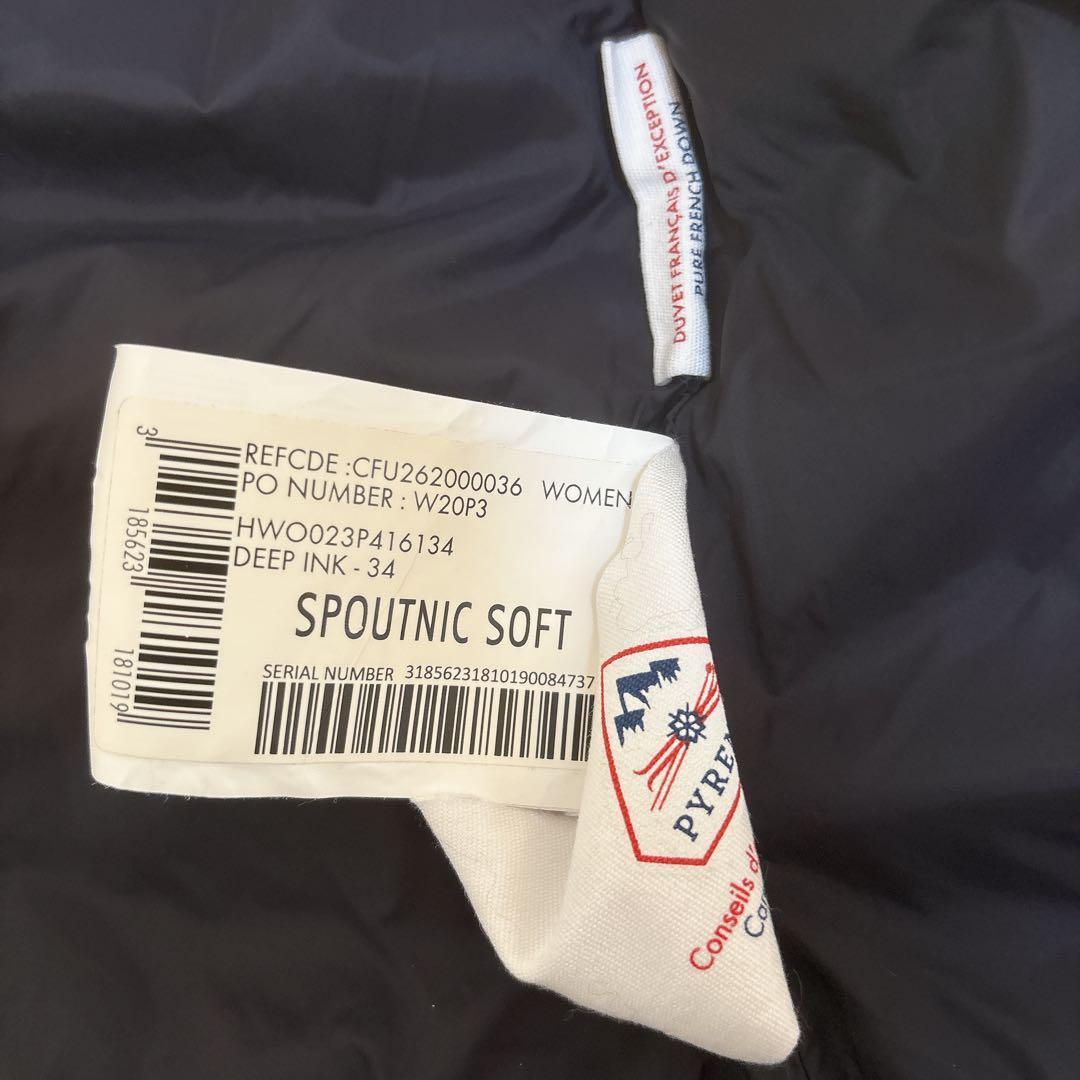 DUVET FRANÇAIS D'EXCEPTION
PURE FRENCH DOWN
REFCDE :CFU262000036 WOMEN
PO NUMBER : W20P3
HWO023P416134
DEEP INK - 34
SPOUTNIC SOFT
SERIAL NUMBER 31856231810190084737
3 185623 181019
PYRE
Conseils d'
Ca